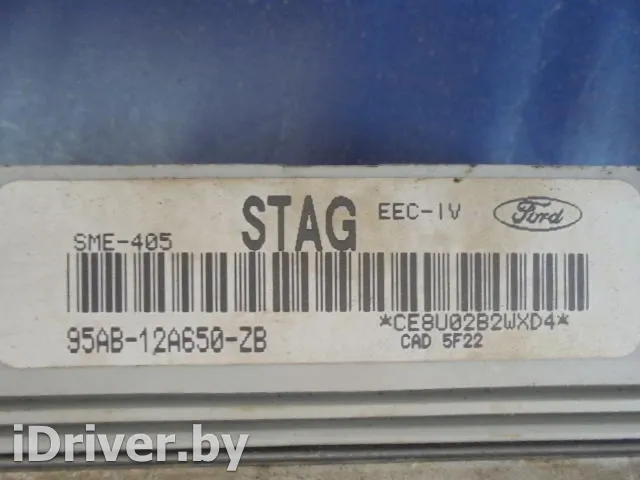 STAG EEC-IV Ford
SME-405
*CE8U02B2WXD4*
95AB-12A650-ZB
CAD 5F22
iDriver.by